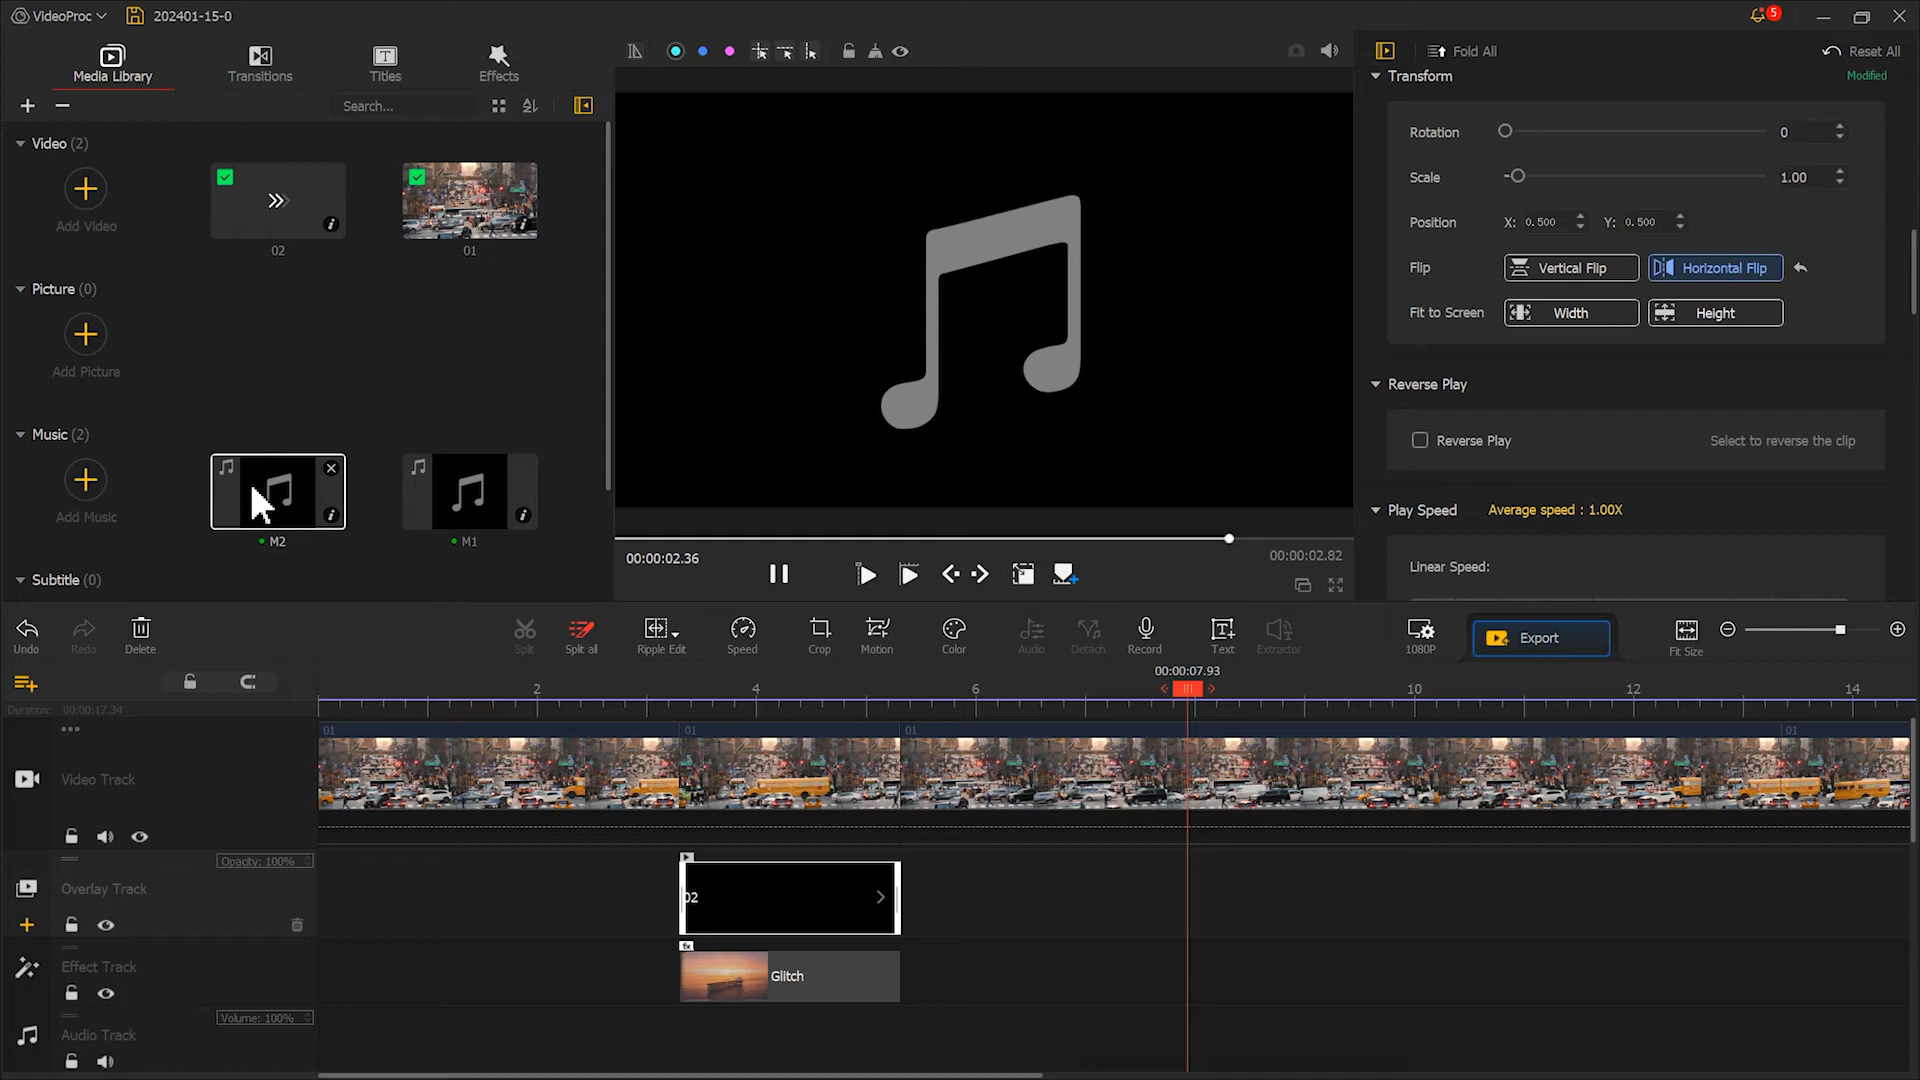 VideoProc
202401-15-0
5
Media Library
Transitions
Titles
Effects
Search...
Fold All
Reset All
Transform
Modified
Rotation
0
Scale
1.00
Position
X: 0.500
Y: 0.500
Flip
Vertical Flip
Horizontal Flip
Fit to Screen
Width
Height
Reverse Play
Reverse Play
Select to reverse the clip
Play Speed
Average speed : 1.00X
Linear Speed:
Video (2)
Add Video
02
01
Picture (0)
Add Picture
Music (2)
Add Music
M2
M1
Subtitle (0)
00:00:02.36
00:00:02.82
Undo
Redo
Delete
Split
Split all
Ripple Edit
Speed
Crop
Motion
Color
Audio
Detach
Record
Text
Extractor
1080P
Export
Fit Size
00:00:07.93
2
4
6
10
12
14
Duration: 00:00:17.34
01
01
01
01
Video Track
Opacity: 100%
Overlay Track
02
fx
Effect Track
Glitch
Volume: 100%
Audio Track